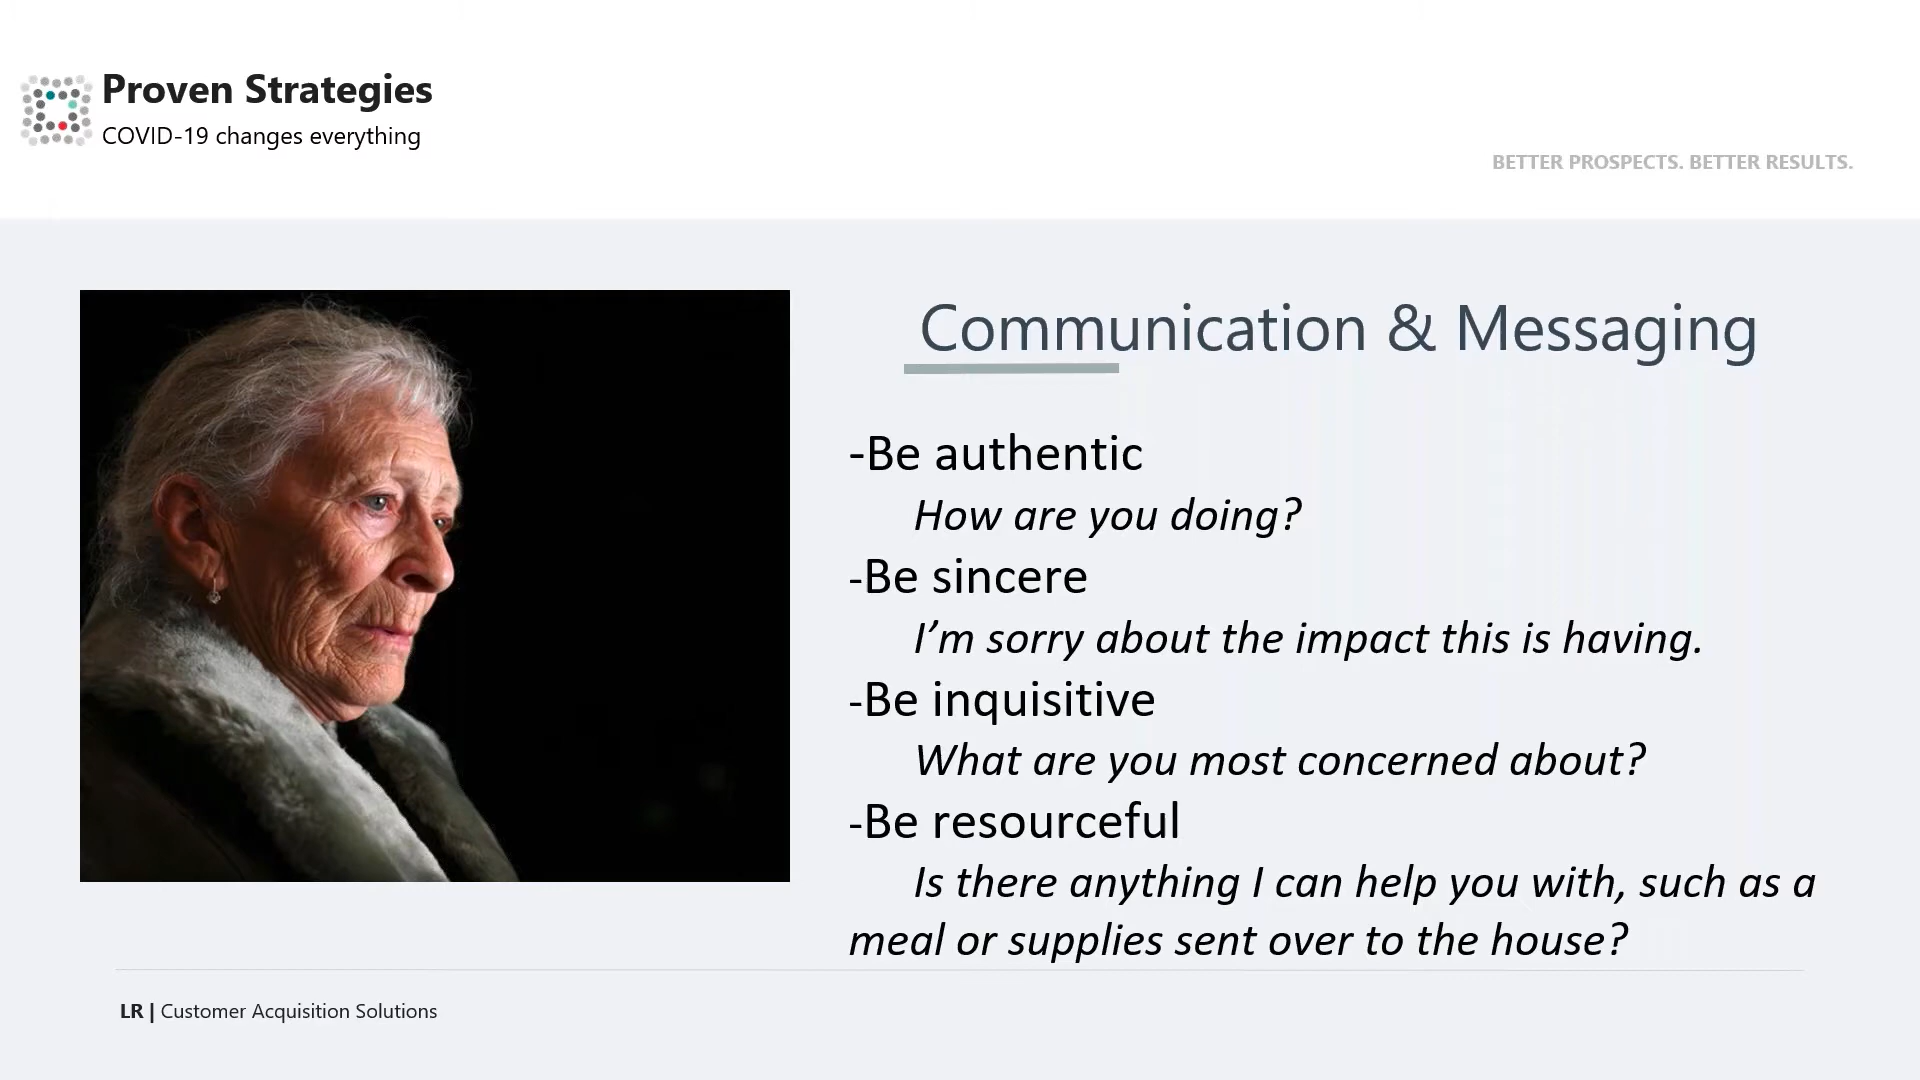 Proven Strategies
COVID-19 changes everything
BETTER PROSPECTS. BETTER RESULTS.
Communication & Messaging
-Be authentic
How are you doing?
-Be sincere
I’m sorry about the impact this is having.
-Be inquisitive
What are you most concerned about?
-Be resourceful
Is there anything I can help you with, such as a
meal or supplies sent over to the house?
LR | Customer Acquisition Solutions